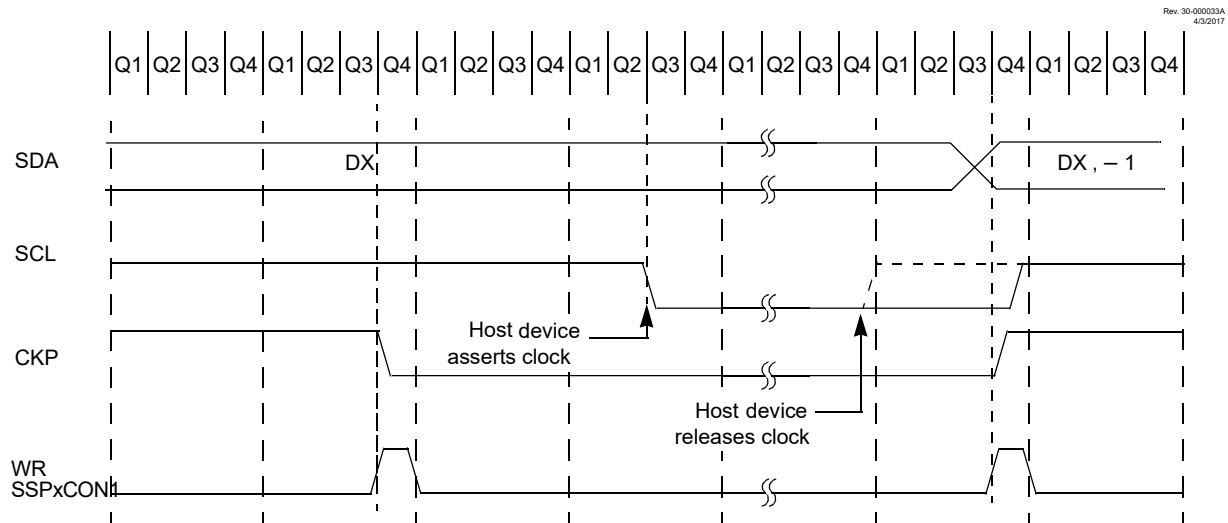 Rev. 30-000033A
4/3/2017
Q1 Q2 Q3 Q4 Q1 Q2 Q3 Q4 Q1 Q2 Q3 Q4 Q1 Q2 Q3 Q4 Q1 Q2 Q3 Q4 Q1 Q2 Q3 Q4 Q1 Q2 Q3 Q4
SDA
DX
DX , – 1
SCL
Host device
asserts clock
CKP
Host device
releases clock
WR
SSPxCON1